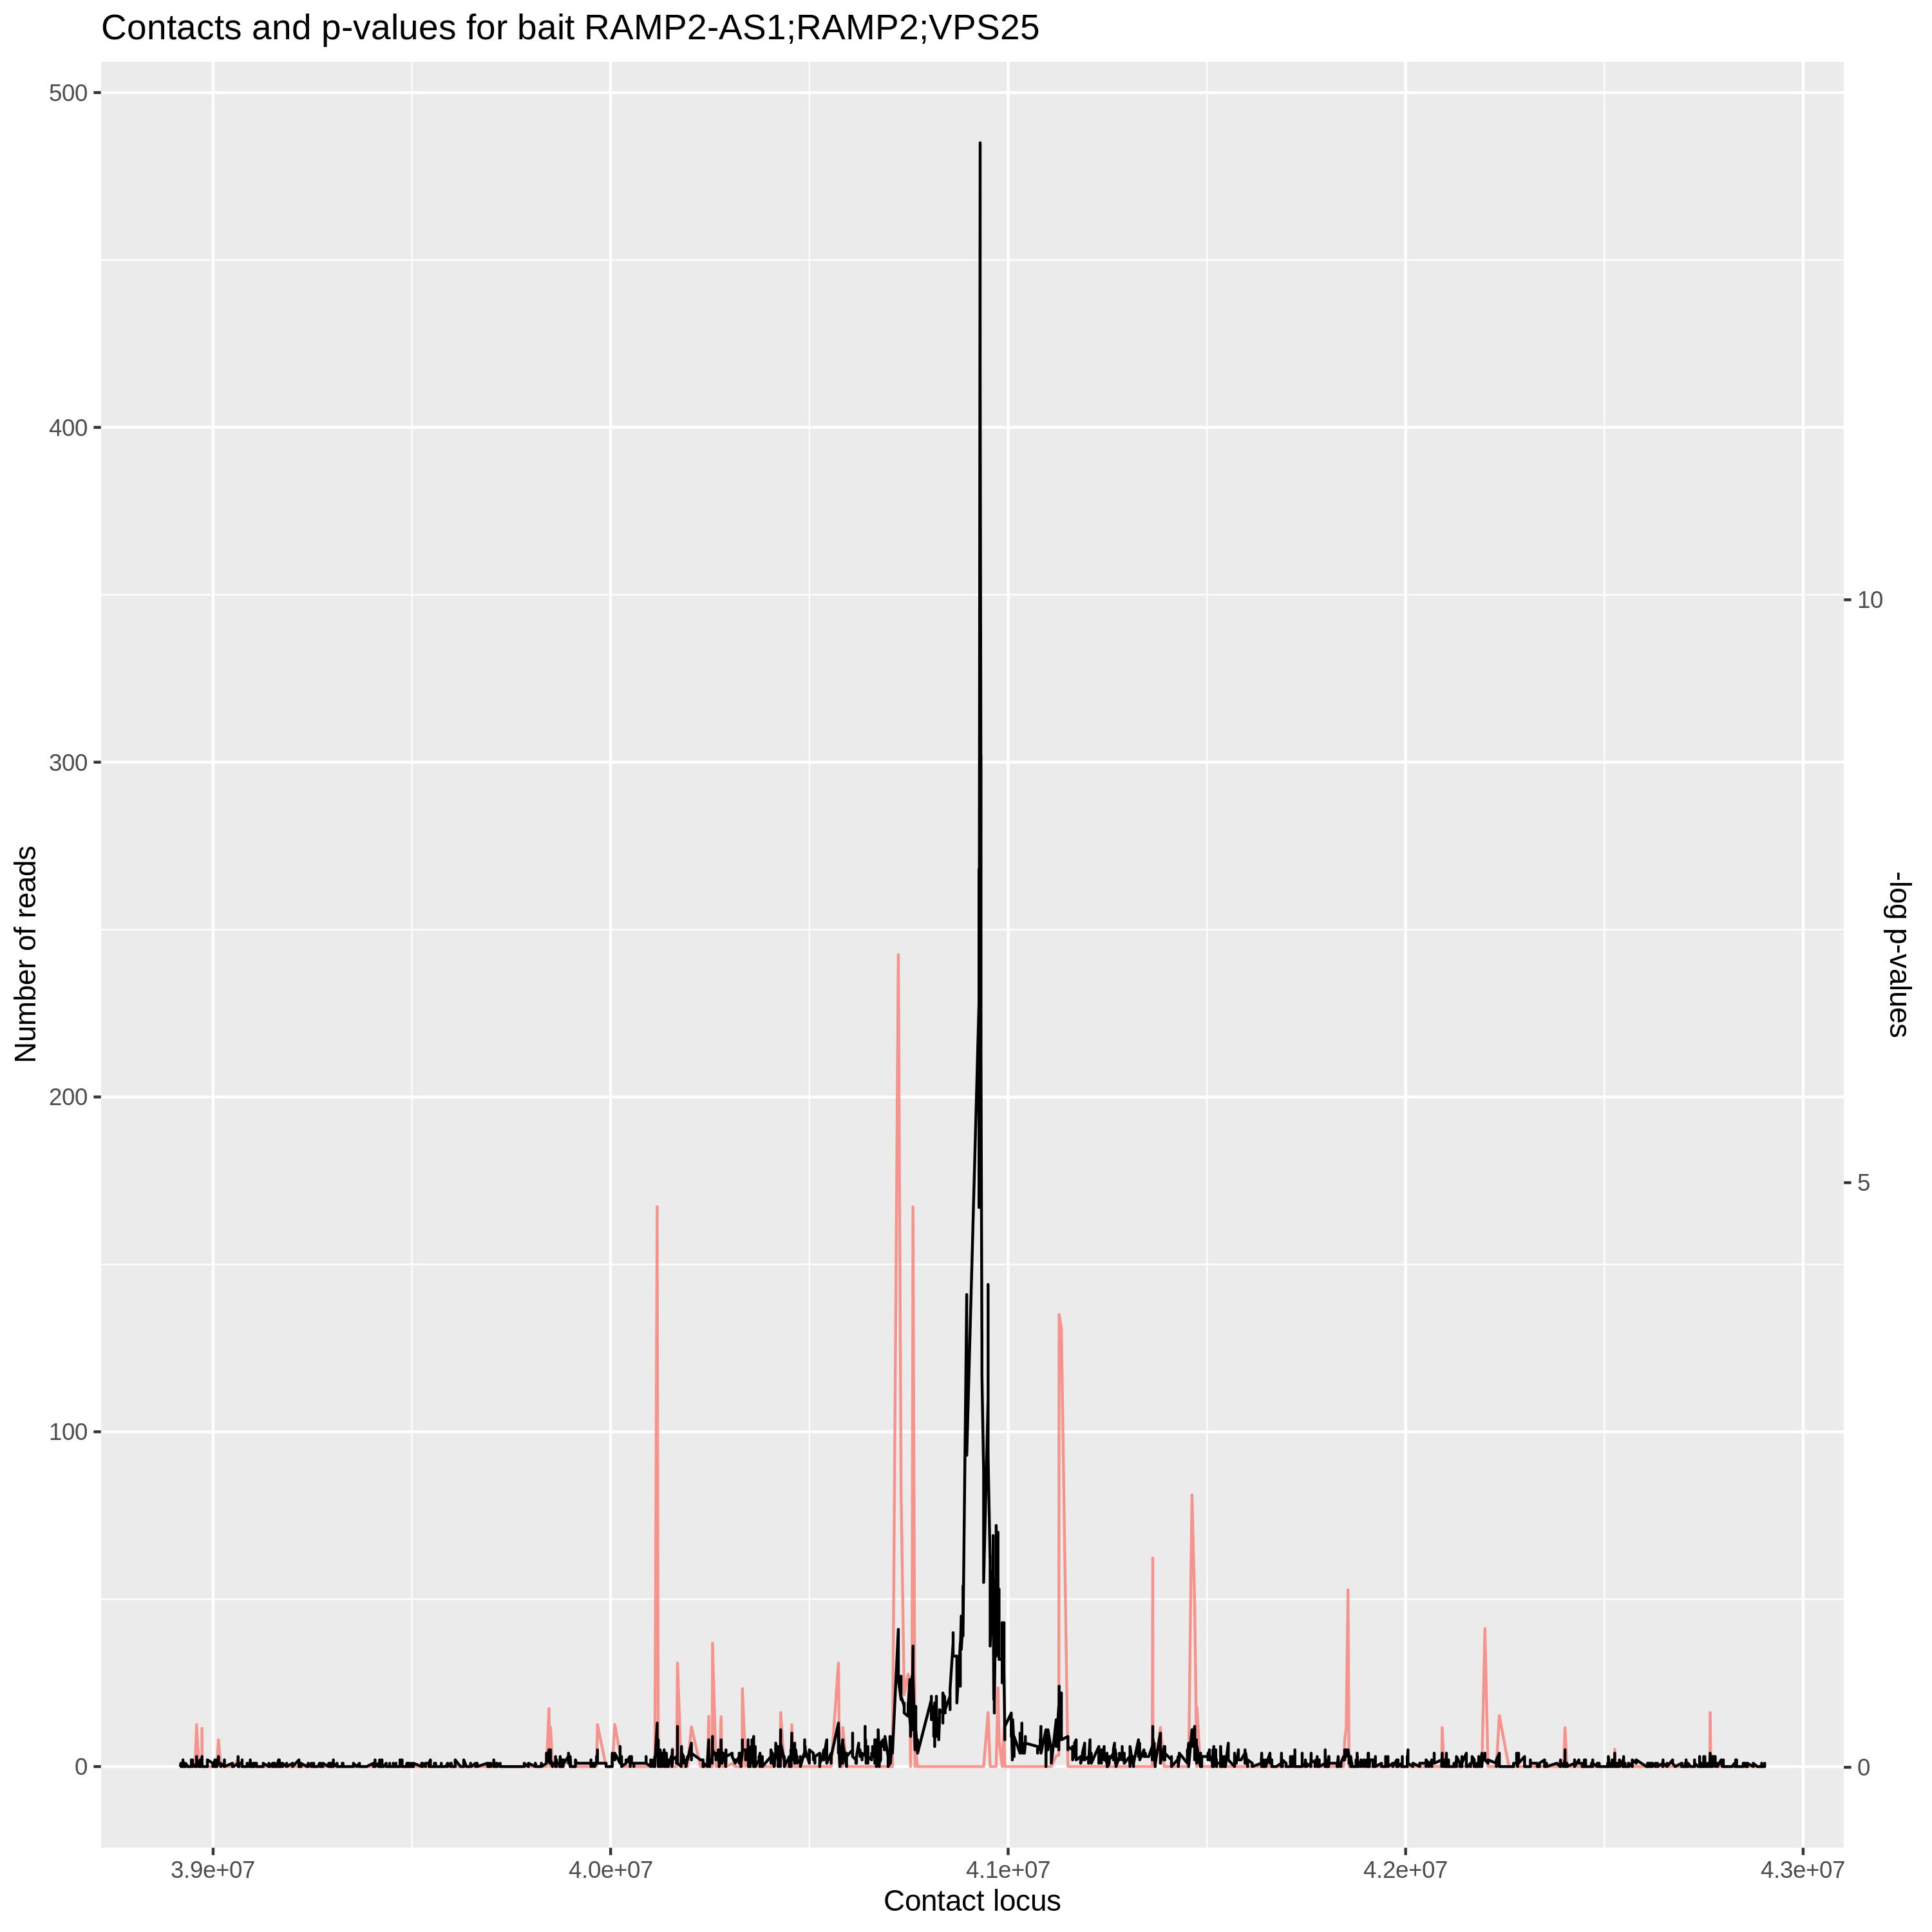 Contacts and p-values for bait RAMP2-AS1;RAMP2;VPS25
500
400
300
200
100
0
Number of reads
10
5
0
-log p-values
3.9e+07
4.0e+07
4.1e+07
4.2e+07
4.3e+07
Contact locus